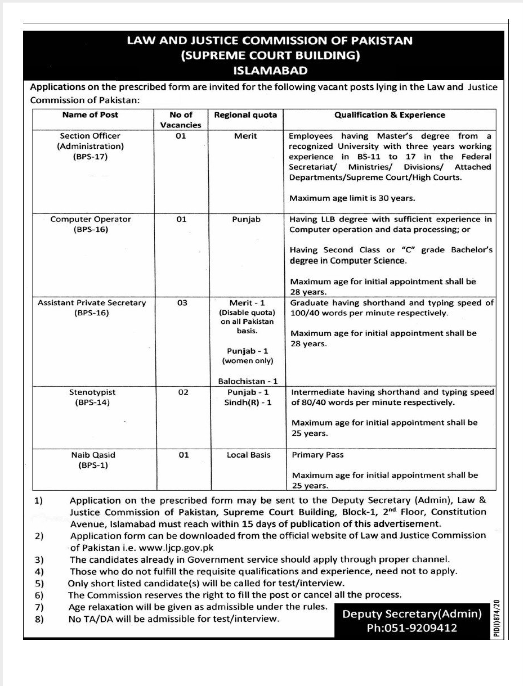 LAW AND JUSTICE COMMISSION OF PAKISTAN
(SUPREME COURT BUILDING)
ISLAMABAD
Applications on the prescribed form are invited for the following vacant posts lying in the Law and Justice
Commission of Pakistan:
Name of Post No of Vacancies Regional quota Qualification & Experience
Section Officer
(Administration)
(BPS-17)
01
Merit
Employees having Master's degree from a
recognized University with three years working
experience in BS-11 to 17 in the Federal
Secretariat/ Ministries/ Divisions/ Attached
Departments/Supreme Court/High Courts.
Maximum age limit is 30 years.
Computer Operator
(BPS-16)
01
Punjab
Having LLB degree with sufficient experience in
Computer operation and data processing; or
Having Second Class or "C" grade Bachelor's
degree in Computer Science.
Maximum age for initial appointment shall be
28 years.
Assistant Private Secretary
(BPS-16)
03
Merit - 1
(Disable quota)
on all Pakistan
basis.
Punjab - 1
(women only)
Balochistan - 1
Graduate having shorthand and typing speed of
100/40 words per minute respectively.
Maximum age for initial appointment shall be
28 years.
Stenotypist
(BPS-14)
02
Punjab - 1
Sindh(R) - 1
Intermediate having shorthand and typing speed
of 80/40 words per minute respectively.
Maximum age for initial appointment shall be
25 years.
Naib Qasid
(BPS-1)
01
Local Basis
Primary Pass
Maximum age for initial appointment shall be
25 years.
1) Application on the prescribed form may be sent to the Deputy Secretary (Admin), Law &
Justice Commission of Pakistan, Supreme Court Building, Block-1, 2nd Floor, Constitution
Avenue, Islamabad must reach within 15 days of publication of this advertisement.
2) Application form can be downloaded from the official website of Law and Justice Commission
of Pakistan i.e. www.ljcp.gov.pk
3) The candidates already in Government service should apply through proper channel.
4) Those who do not fulfill the requisite qualifications and experience, need not to apply.
5) Only short listed candidate(s) will be called for test/interview.
6) The Commission reserves the right to fill the post or cancel all the process.
7) Age relaxation will be given as admissible under the rules.
8) No TA/DA will be admissible for test/interview.
Deputy Secretary(Admin)
Ph:051-9209412
PID(I)874/20